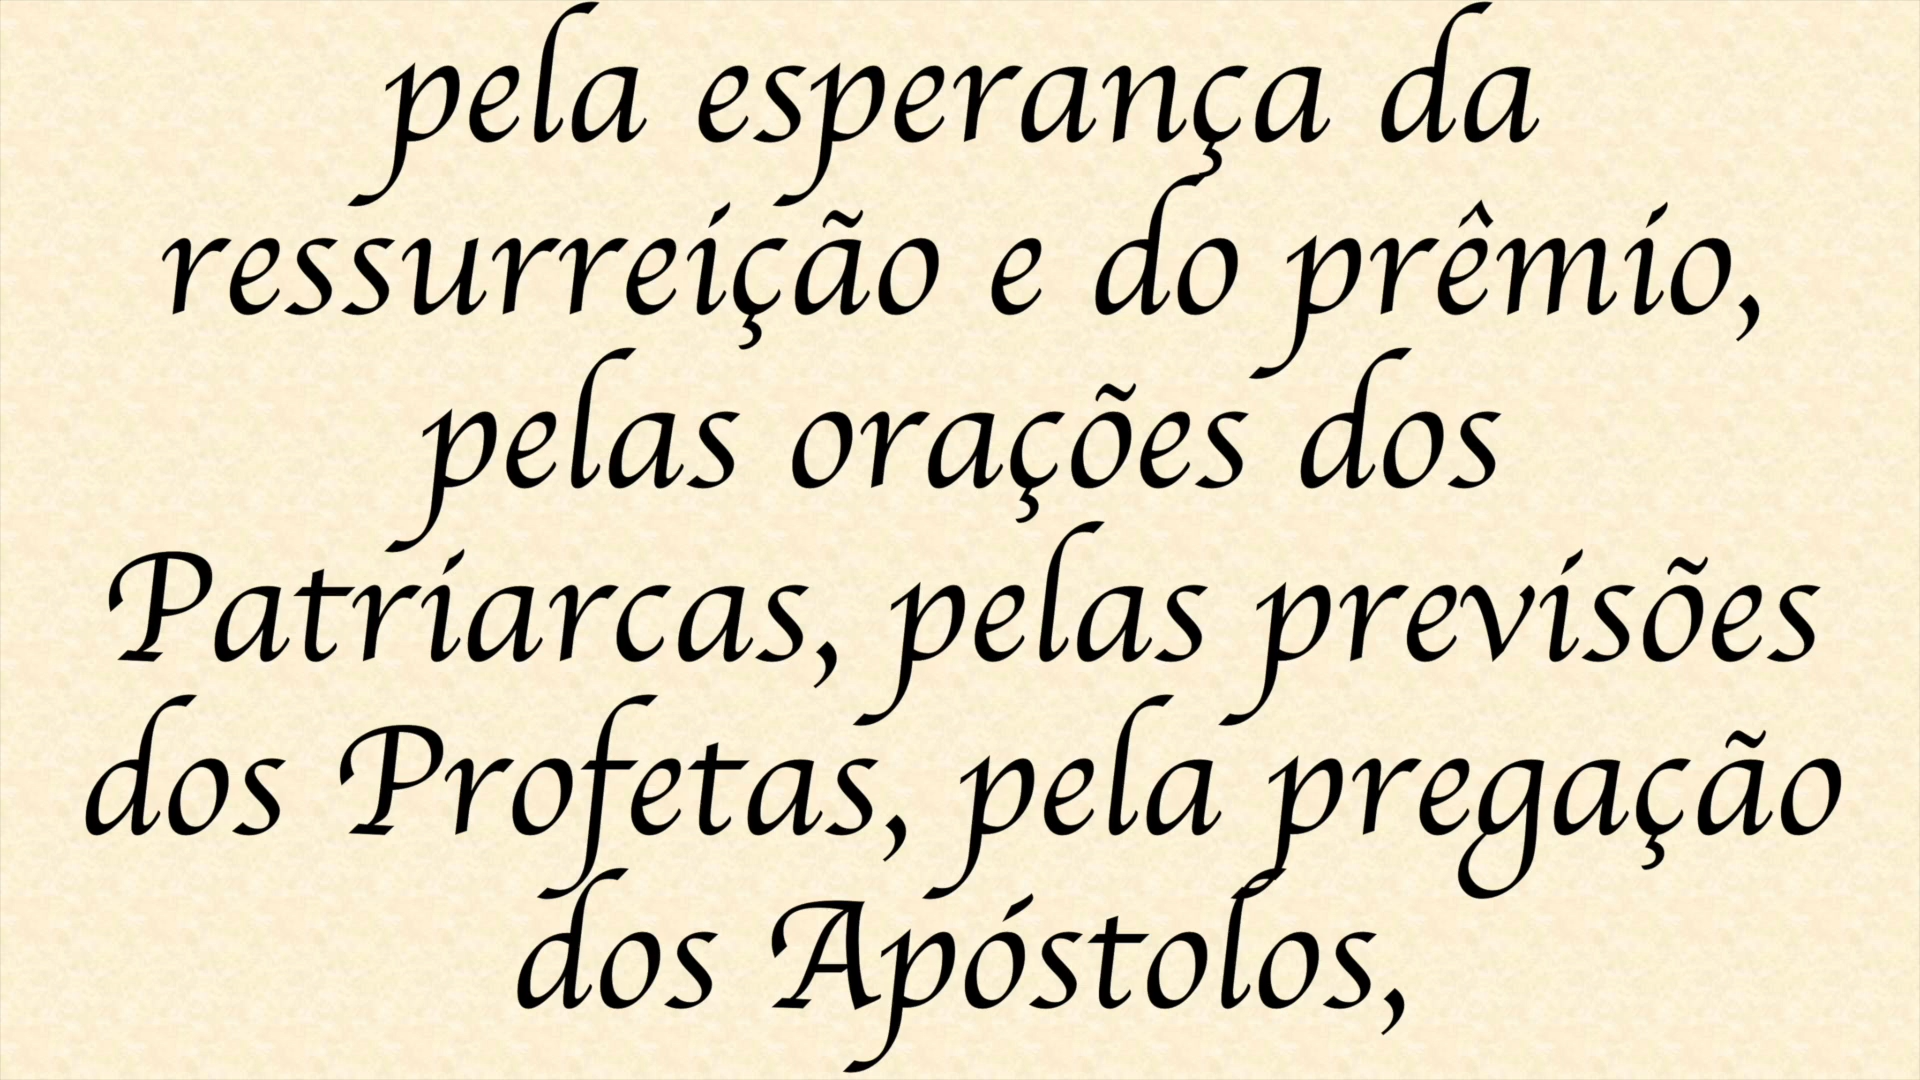 pela esperança da
ressurreição e do prêmio,
pelas orações dos
Patriarcas, pelas previsões
dos Profetas, pela pregação
dos Apóstolos,